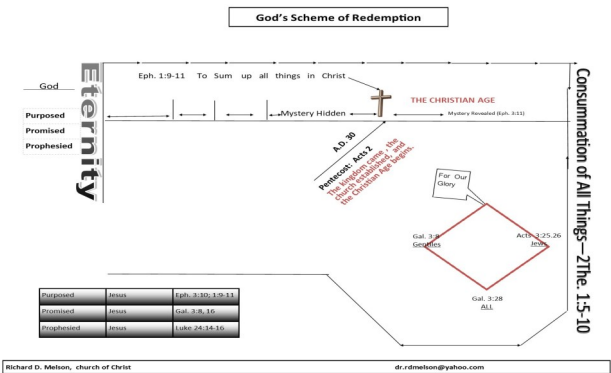 God's Scheme of Redemption
Eternity
God
Purposed
Promised
Prophesied
Eph. 1:9-11 To Sum up all things in Christ
THE CHRISTIAN AGE
Mystery Hidden
Mystery Revealed (Eph. 3:11)
A.D. 30
Pentecost: Acts 2
The kingdom came, the
church established, and
the Christian Age begins.
For Our
Glory
Gal. 3:8
Gentiles
Acts 3:25.26
Jews
Gal. 3:28
ALL
Consummation of All Things—2The. 1:5-10
Purposed Jesus Eph. 3:10; 1:9-11
Promised Jesus Gal. 3:8, 16
Prophesied Jesus Luke 24:14-16
Richard D. Melson, church of Christ dr.rdmelson@yahoo.com